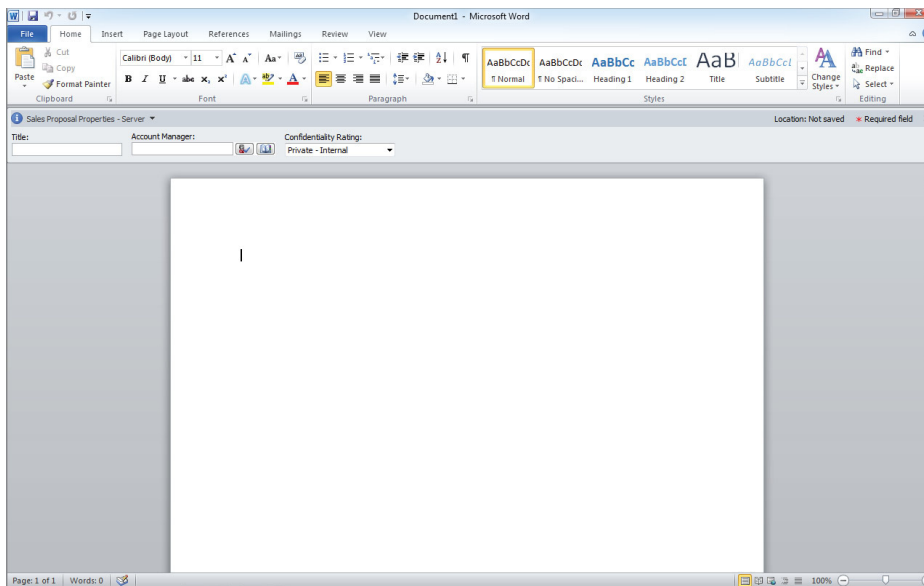 Document1 - Microsoft Word
File Home Insert Page Layout References Mailings Review View
Paste
Cut
Copy
Format Painter
Clipboard
Calibri (Body) 11
Font
Paragraph
AaBbCcDc AaBbCcDc AaBbCc AaBbCcI AaB AaBbCcI
¶ Normal ¶ No Spaci... Heading 1 Heading 2 Title Subtitle
Change Styles
Styles
Find
Replace
Select
Editing
Sales Proposal Properties - Server Location: Not saved * Required field
Title: Account Manager: Confidentiality Rating:
Private - Internal
Page: 1 of 1 Words: 0 100%